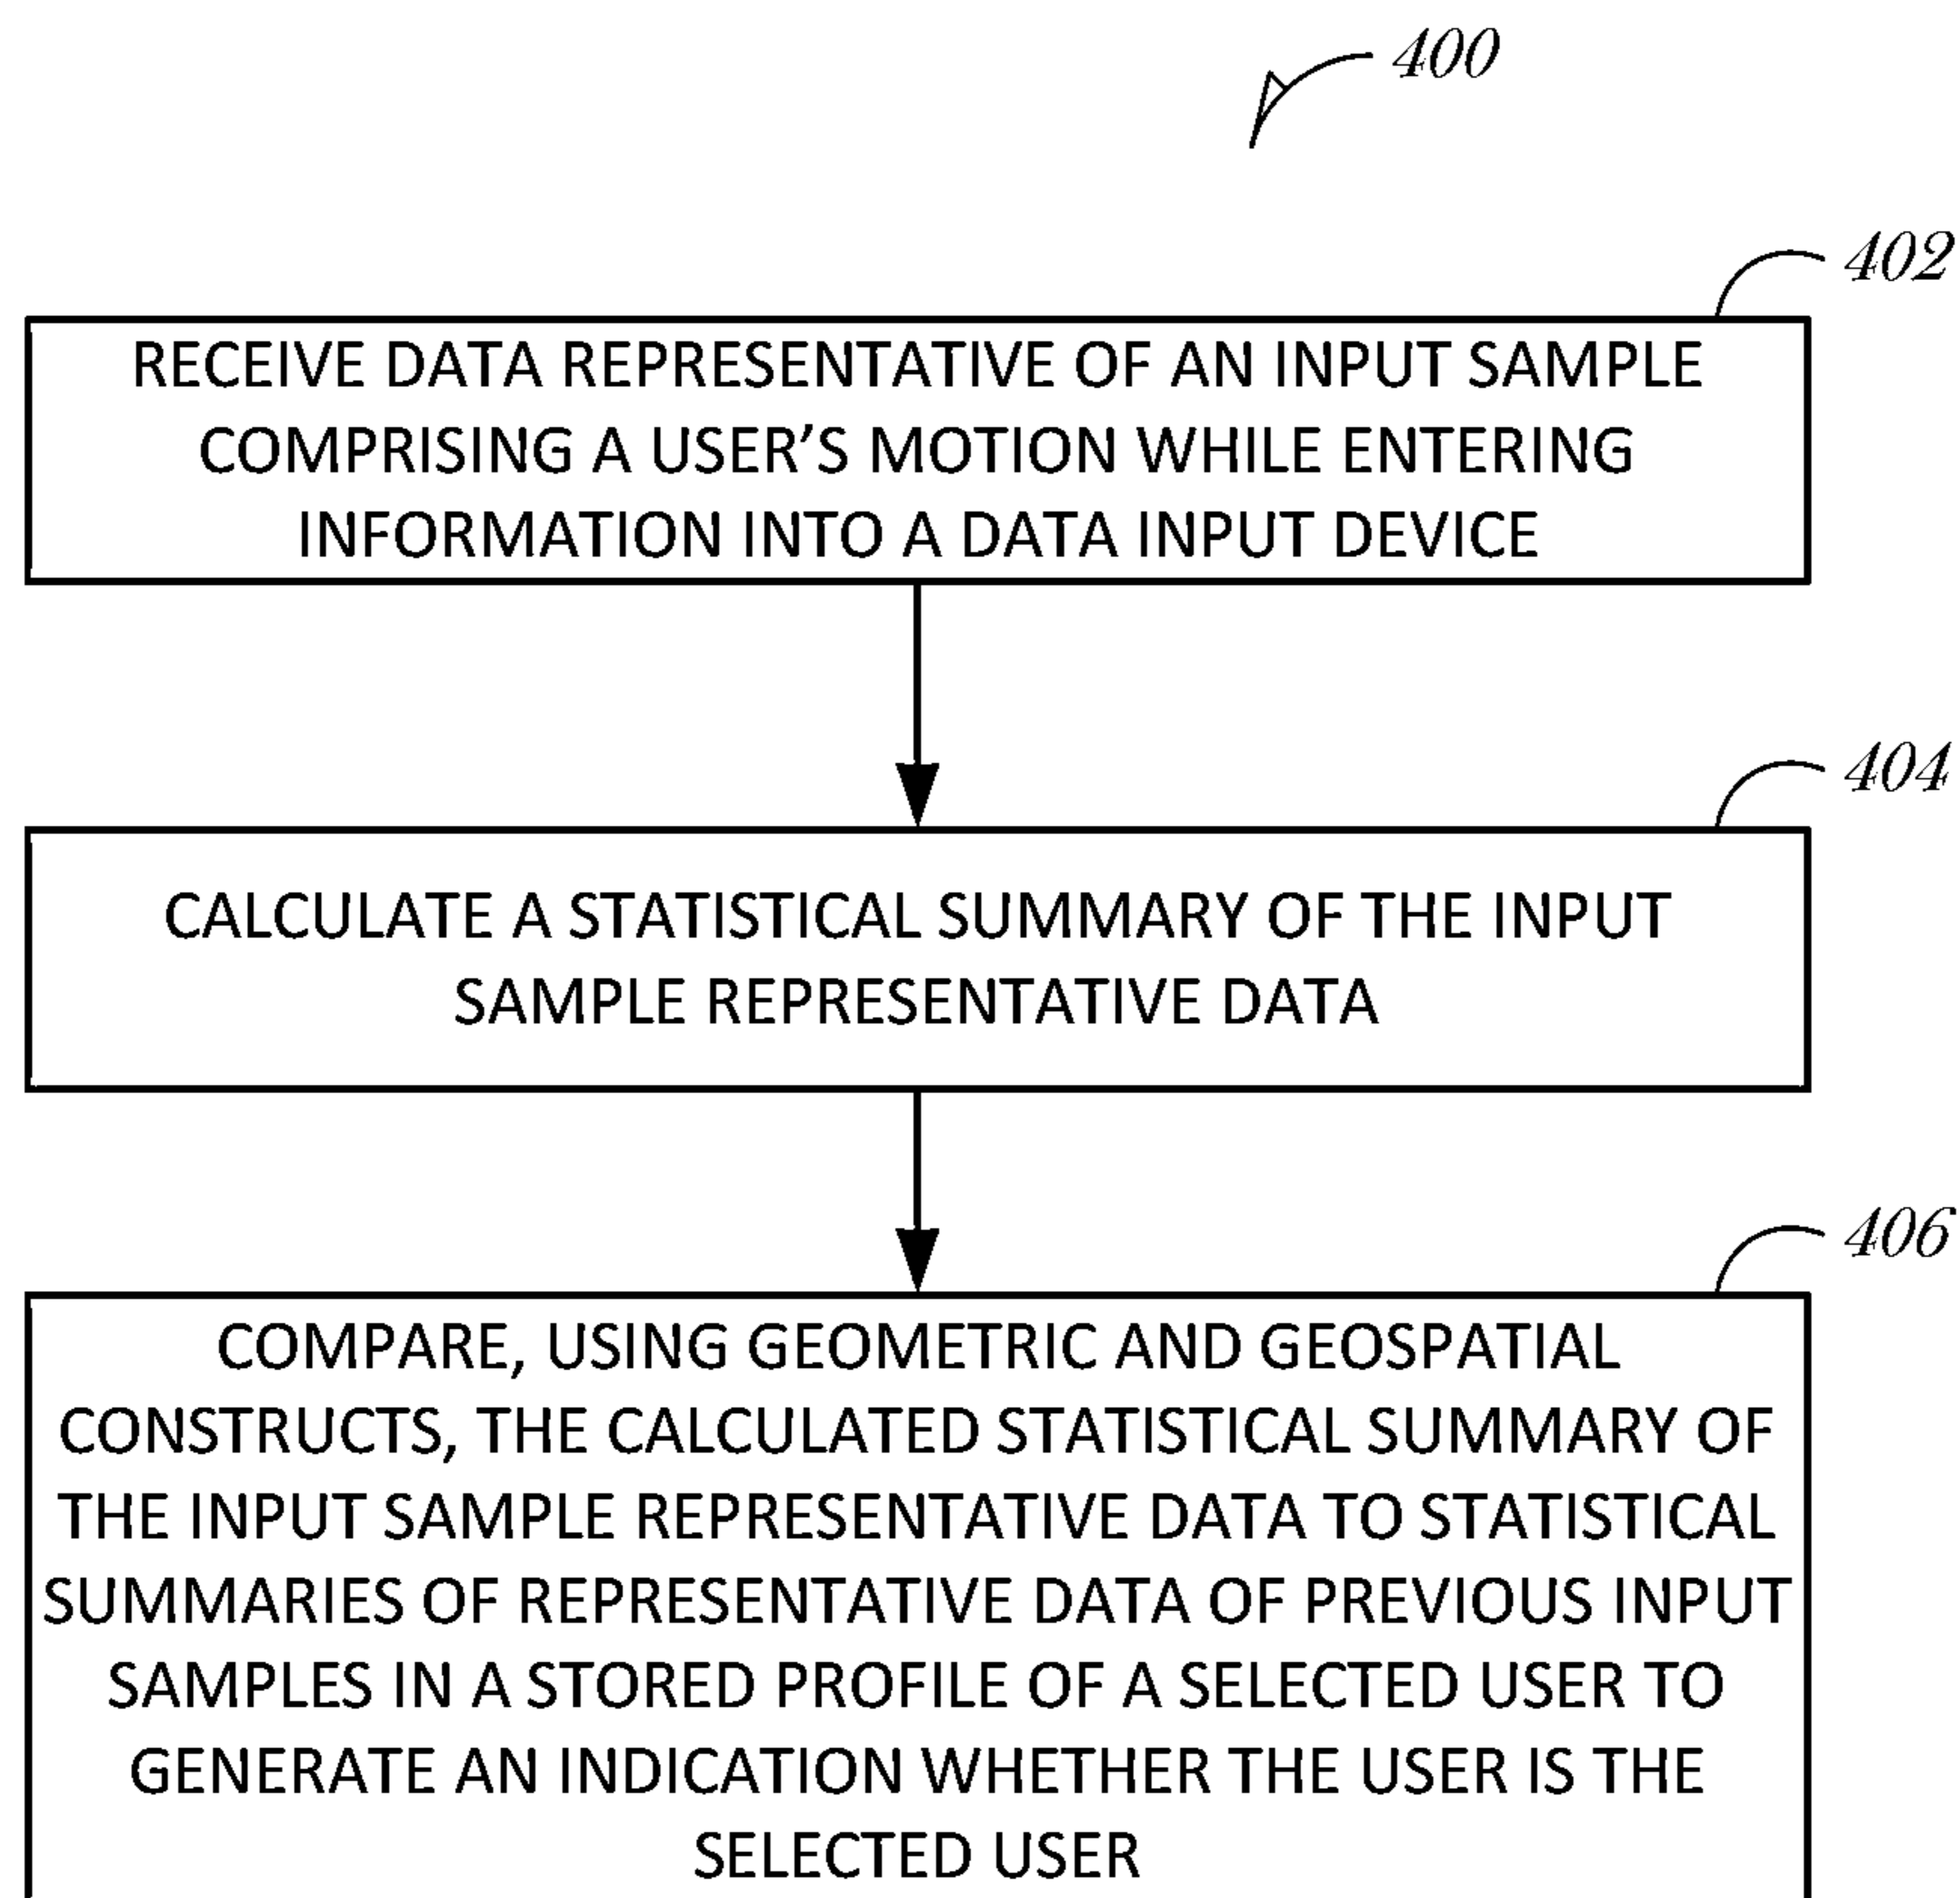 400
402
RECEIVE DATA REPRESENTATIVE OF AN INPUT SAMPLE
COMPRISING A USER’S MOTION WHILE ENTERING
INFORMATION INTO A DATA INPUT DEVICE
404
CALCULATE A STATISTICAL SUMMARY OF THE INPUT
SAMPLE REPRESENTATIVE DATA
406
COMPARE, USING GEOMETRIC AND GEOSPATIAL
CONSTRUCTS, THE CALCULATED STATISTICAL SUMMARY OF
THE INPUT SAMPLE REPRESENTATIVE DATA TO STATISTICAL
SUMMARIES OF REPRESENTATIVE DATA OF PREVIOUS INPUT
SAMPLES IN A STORED PROFILE OF A SELECTED USER TO
GENERATE AN INDICATION WHETHER THE USER IS THE
SELECTED USER